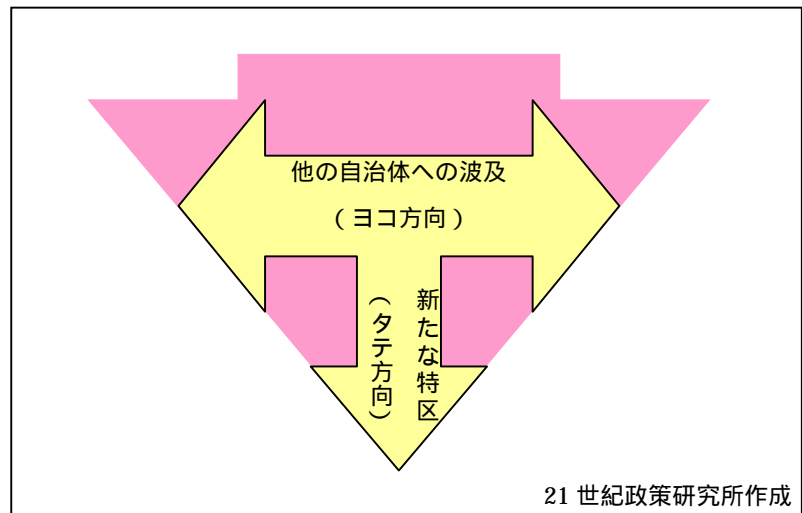 他の自治体への波及
（ヨコ方向）
新たな特区
（タテ方向）
21 世紀政策研究所作成